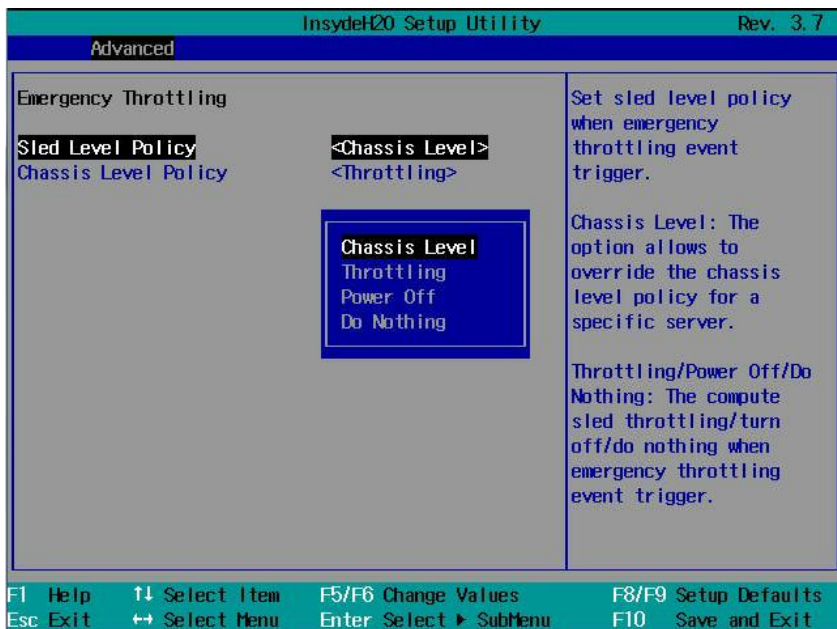 InsydeH2O Setup Utility Rev. 3.7
Advanced
Emergency Throttling
Sled Level Policy <Chassis Level>
Chassis Level Policy <Throttling>
Chassis Level
Throttling
Power Off
Do Nothing
Set sled level policy
when emergency
throttling event
trigger.
Chassis Level: The
option allows to
override the chassis
level policy for a
specific server.
Throttling/Power Off/Do
Nothing: The compute
sled throttling/turn
off/do nothing when
emergency throttling
event trigger.
F1 Help ↑↓ Select Item F5/F6 Change Values F8/F9 Setup Defaults
Esc Exit ↔ Select Menu Enter Select ▶ SubMenu F10 Save and Exit